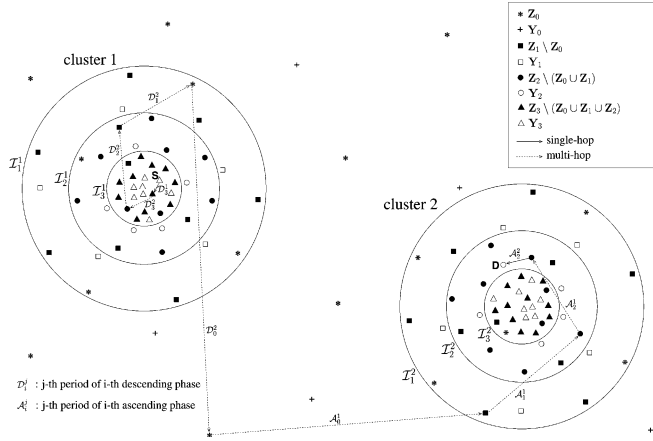 cluster 1
Z₀
Y₀
Z₁ \ Z₀
Y₁
Z₂ \ (Z₀ ∪ Z₁)
Y₂
Z₃ \ (Z₀ ∪ Z₁ ∪ Z₂)
Y₃
single-hop
multi-hop
𝒟₁²
𝒟₂²
ℐ₁¹
ℐ₂¹
ℐ₃¹
S
𝒟₃¹
𝒟₃²
cluster 2
𝒟₀²
D
𝒜₂²
𝒜₂¹
ℐ₃²
ℐ₂²
ℐ₁²
𝒜₁¹
𝒜₀¹
𝒟ᵢʲ : j-th period of i-th descending phase
𝒜ᵢʲ : j-th period of i-th ascending phase